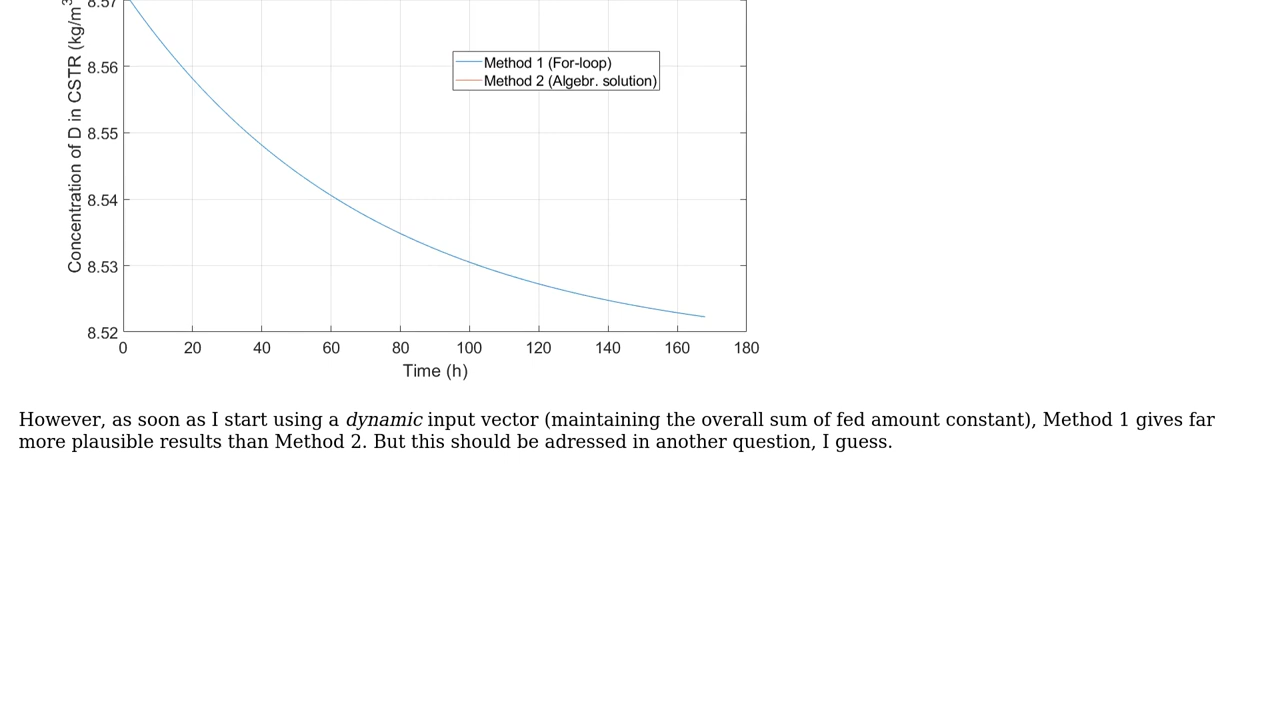 8.57
Concentration of D in CSTR (kg/m³
8.56
8.55
8.54
8.53
8.52
Method 1 (For-loop)
Method 2 (Algebr. solution)
0 20 40 60 80 100 120 140 160 180
Time (h)
However, as soon as I start using a dynamic input vector (maintaining the overall sum of fed amount constant), Method 1 gives far
more plausible results than Method 2. But this should be adressed in another question, I guess.